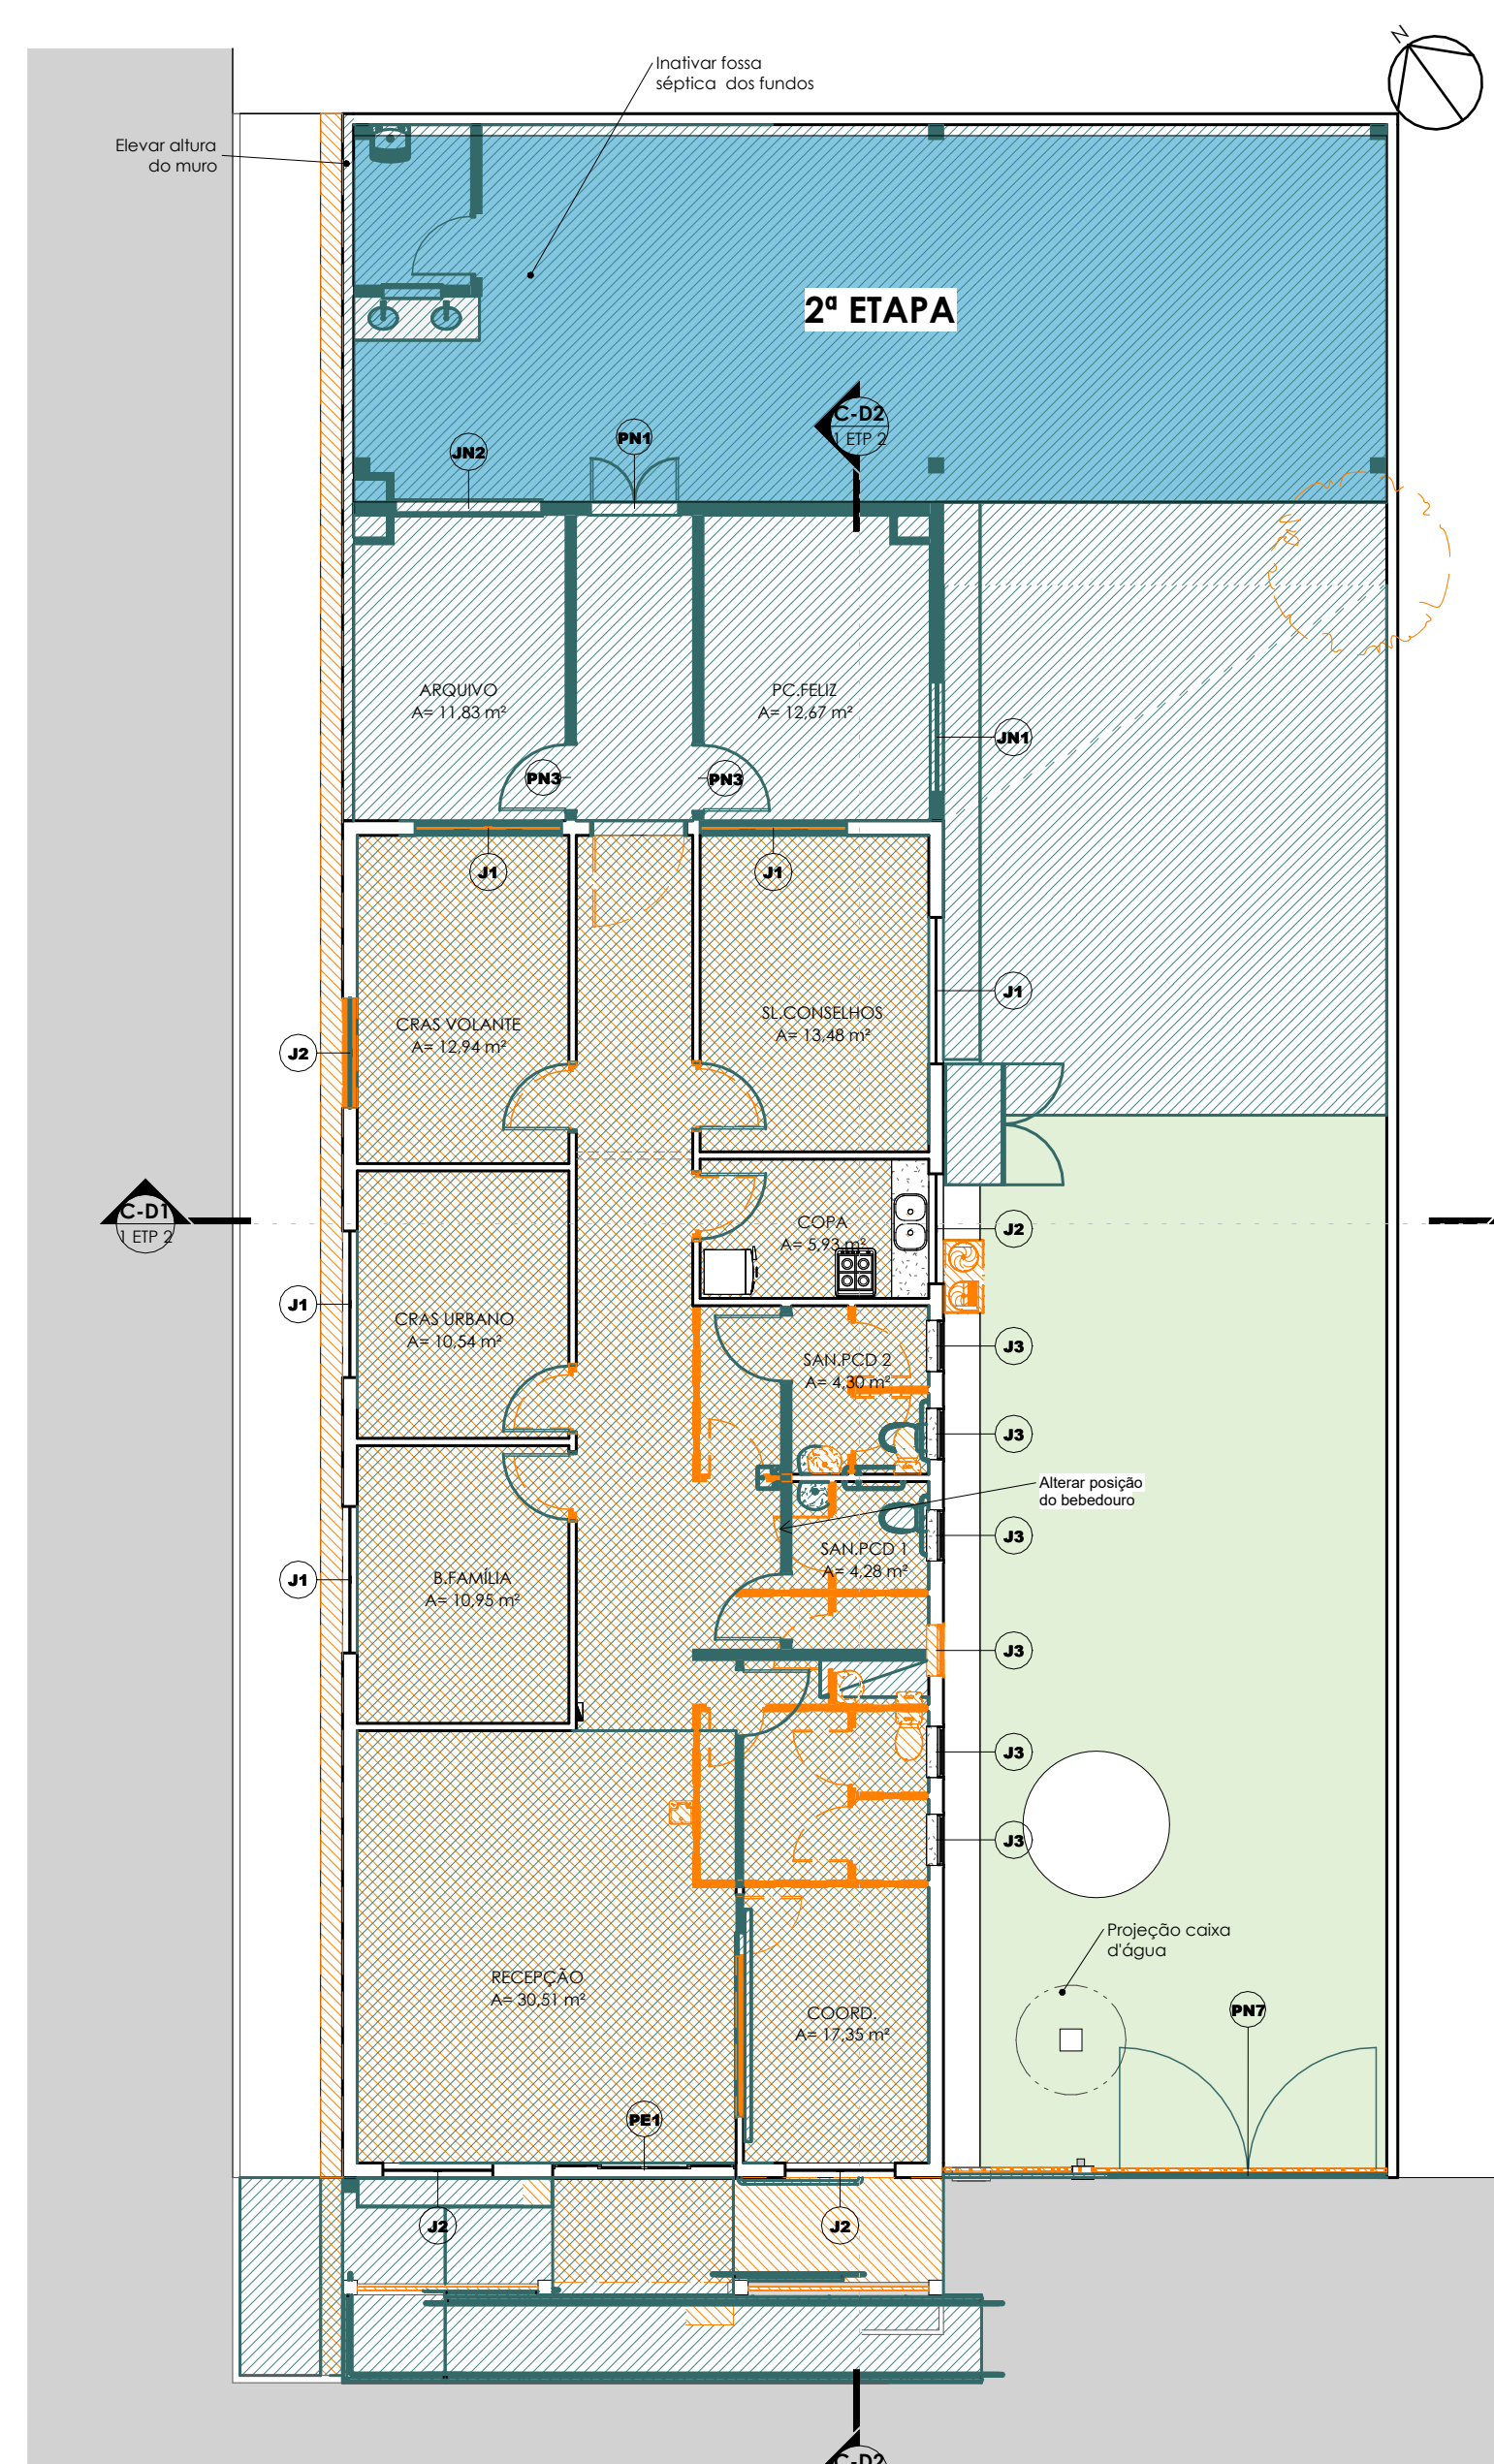 N
Inativar fossa
séptica dos fundos
Elevar altura
do muro
2ª ETAPA
C-D2
1 ETP 2
PN1
JN2
ARQUIVO
A= 11,83 m²
PC.FELIZ
A= 12,67 m²
JN1
PN3
PN3
J1
J1
CRAS VOLANTE
A= 12,94 m²
SL.CONSELHOS
A= 13,48 m²
J1
J2
C-D1
1 ETP 2
COPA
A= 5,93 m²
J2
J1
CRAS URBANO
A= 10,54 m²
SAN.PCD 2
A= 4,30 m²
J3
J3
Alterar posição
do bebedouro
J3
SAN.PCD 1
A= 4,28 m²
J1
B.FAMÍLIA
A= 10,95 m²
J3
J3
J3
Projeção caixa
d'água
RECEPÇÃO
A= 30,51 m²
COORD.
A= 17,35 m²
PN7
PE1
J2
J2
C-D2